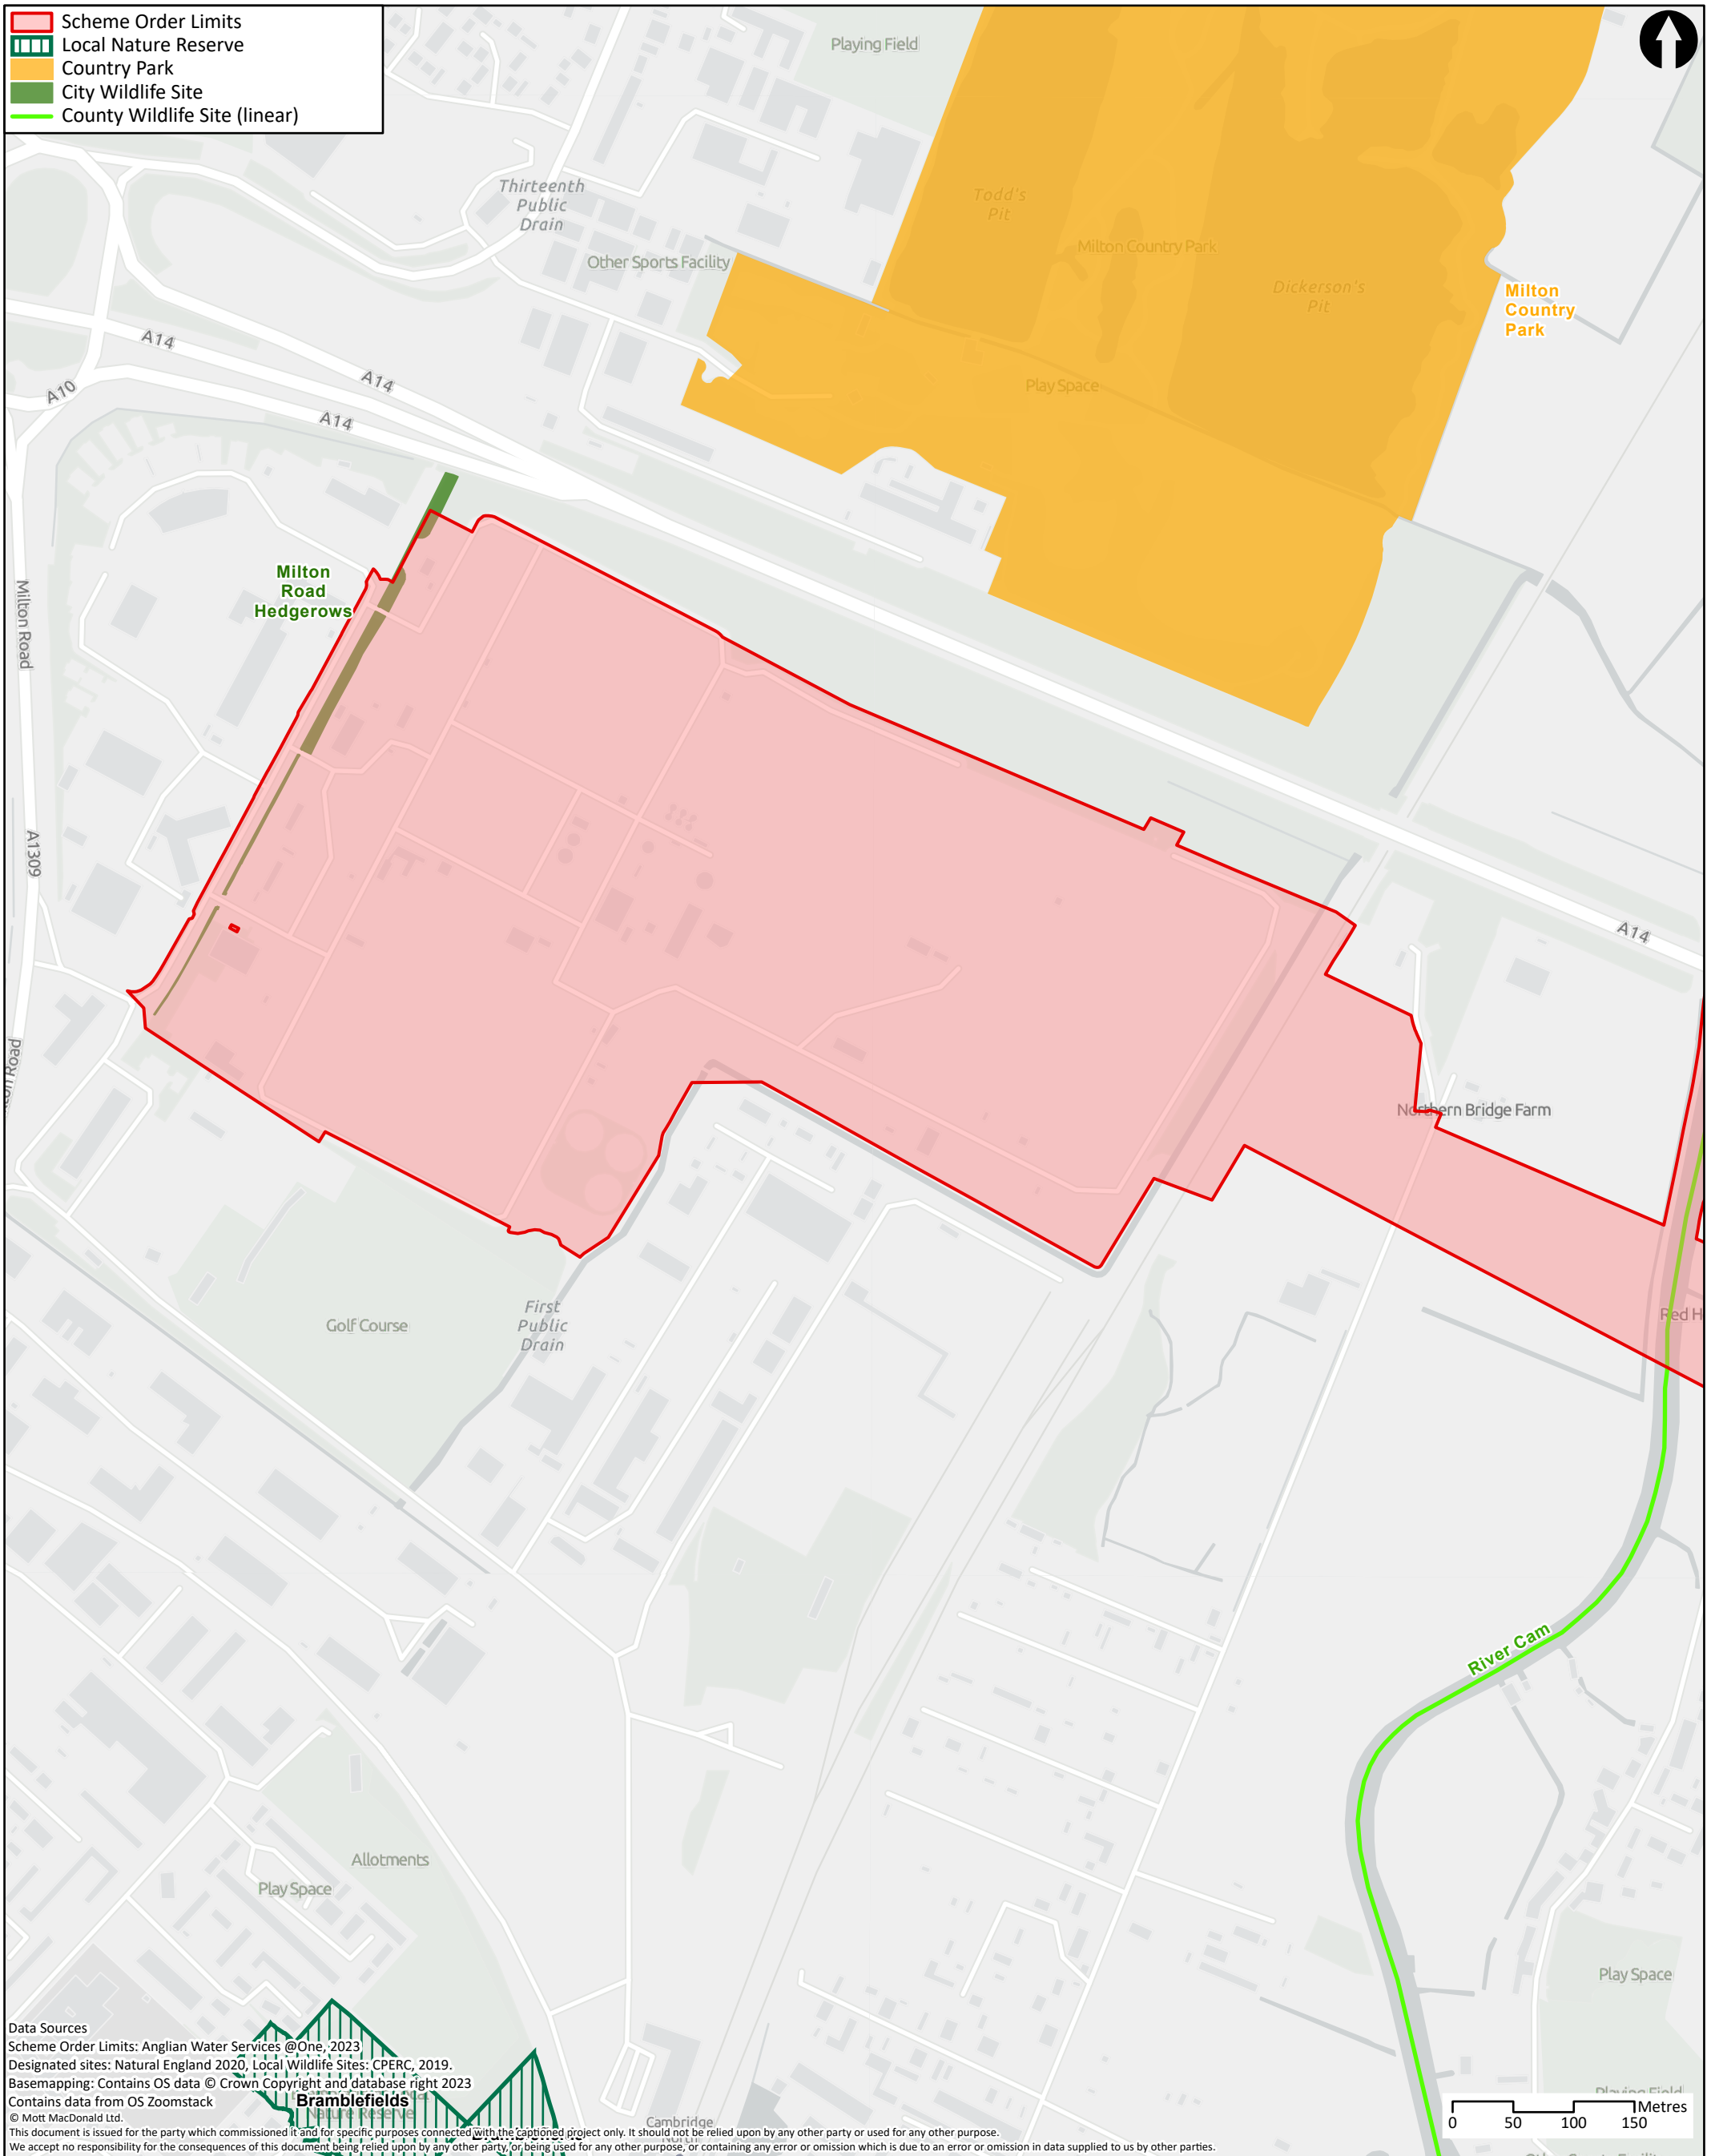 Scheme Order Limits
Local Nature Reserve
Country Park
City Wildlife Site
County Wildlife Site (linear)
Playing Field
Thirteenth
Public
Drain
Todd's
Pit
Other Sports Facility
Milton Country Park
Dickerson's
Pit
Milton
Country
Park
A14
A14
A10
A14
Play Space
Milton
Road
Hedgerows
Milton Road
A1309
A14
Northern Bridge Farm
Red H
First
Public
Drain
Golf Course
River Cam
Allotments
Play Space
Play Space
Data Sources
Scheme Order Limits: Anglian Water Services @One, 2023
Designated sites: Natural England 2020, Local Wildlife Sites: CPERC, 2019.
Basemapping: Contains OS data © Crown Copyright and database right 2023
Contains data from OS Zoomstack
© Mott MacDonald Ltd.
This document is issued for the party which commissioned it and for specific purposes connected with the captioned project only. It should not be relied upon by any other party or used for any other purpose.
We accept no responsibility for the consequences of this document being relied upon by any other party, or being used for any other purpose, or containing any error or omission which is due to an error or omission in data supplied to us by other parties.
Bramblefields
Nature Reserve
Cambridge
North
Playing Field
Metres
0 50 100 150